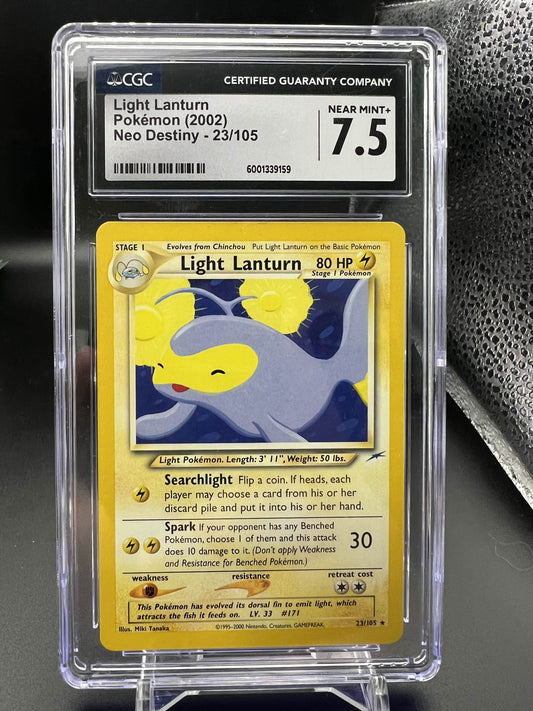 CGC
CERTIFIED GUARANTY COMPANY
Light Lanturn
Pokémon (2002)
Neo Destiny - 23/105
NEAR MINT+
7.5
6001339159
STAGE 1 Evolves from Chinchou Put Light Lanturn on the Basic Pokémon
Light Lanturn 80 HP
Stage 1 Pokémon
Light Pokémon. Length: 3' 11", Weight: 50 lbs.
Searchlight Flip a coin. If heads, each
player may choose a card from his or her
discard pile and put it into his or her hand.
Spark If your opponent has any Benched
Pokémon, choose 1 of them and this attack
does 10 damage to it. (Don't apply Weakness
and Resistance for Benched Pokémon.)
30
weakness resistance retreat cost
This Pokémon has evolved its dorsal fin to emit light, which
attracts the fish it feeds on. LV. 33 #171
Illus. Miki Tanaka ©1995-2000 Nintendo, Creatures, GAMEFREAK. 23/105 ★